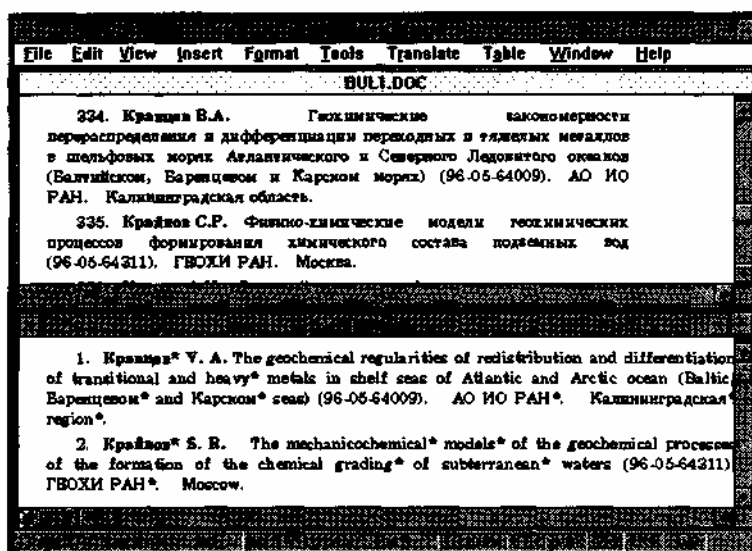 File Edit View Insert Format Tools Translate Table Window Help
BULL.DOC
334. Кравцов В.А. Геохимические закономерности
перераспределения и дифференциации переходных и тяжелых металлов
в шельфовых морях Атлантического и Северного Ледовитого океанов
(Балтийском, Баренцевом и Карском морях) (96-05-64009). АО ИО
РАН. Калининградская область.
335. Крайнов С.Р. Физико-химические модели геохимических
процессов формирования химического состава подземных вод
(96-05-64311). ГВОХИ РАН. Москва.
1. Кравцов* V. A. The geochemical regularities of redistribution and differentiation
of transitional and heavy* metals in shelf seas of Atlantic and Arctic ocean (Baltic,
Баренцевом* and Карском* seas) (96-05-64009). АО ИО РАН*. Калининградская*
region*.
2. Крайнов* S. R. The mechanicochemical* models* of the geochemical processes
of the formation of the chemical grading* of subterranean* waters (96-05-64311)
ГВОХИ РАН*. Moscow.